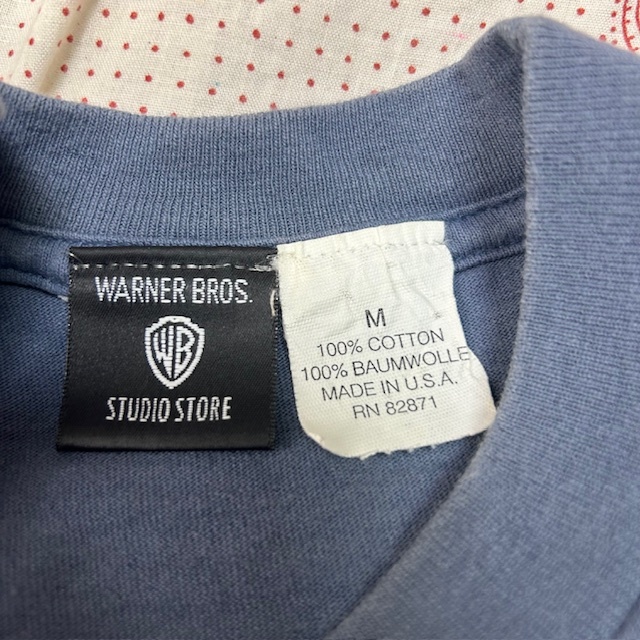 WARNER BROS.
WB
STUDIO STORE
M
100% COTTON
100% BAUMWOLLE
MADE IN U.S.A.
RN 82871